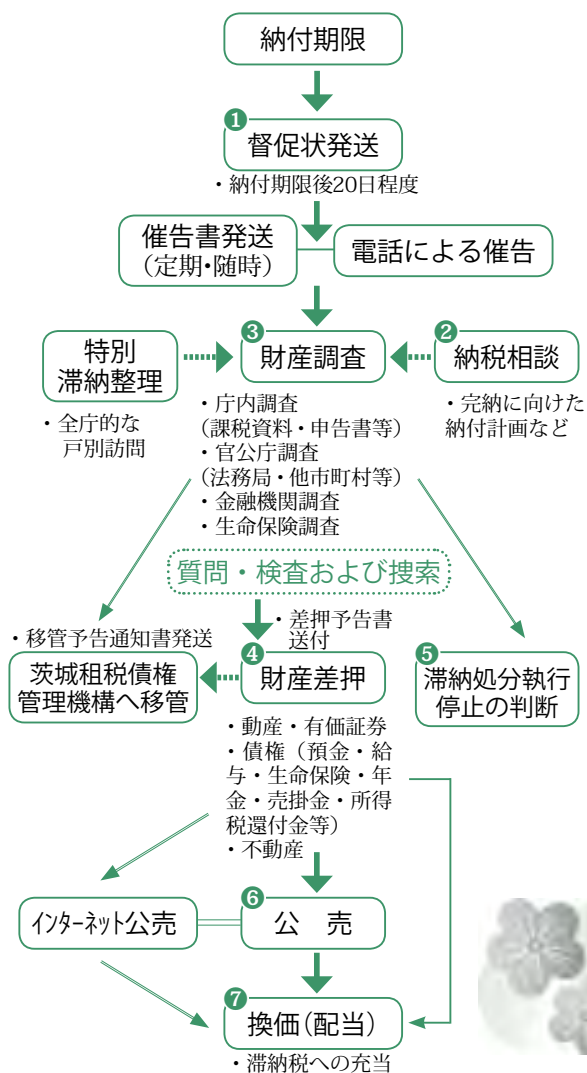 納付期限
❶
督促状発送
・納付期限後20日程度
催告書発送
（定期・随時）
電話による催告
特別
滞納整理
・全庁的な
戸別訪問
❸
財産調査
・庁内調査
（課税資料・申告書等）
・官公庁調査
（法務局・他市町村等）
・金融機関調査
・生命保険調査
❷
納税相談
・完納に向けた
納付計画など
質問・検査および捜索
・差押予告書
送付
・移管予告通知書発送
茨城租税債権
管理機構へ移管
❹
財産差押
・動産・有価証券
・債権（預金・給
与・生命保険・年
金・売掛金・所得
税還付金等）
・不動産
❺
滞納処分執行
停止の判断
インターネット公売
❻
公　売
❼
換価（配当）
・滞納税への充当